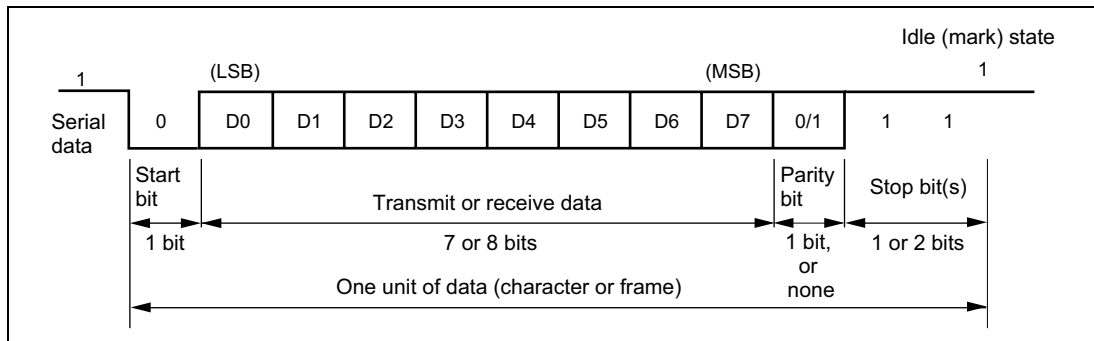 Idle (mark) state
1
(LSB)
(MSB)
1
Serial
data
0
D0
D1
D2
D3
D4
D5
D6
D7
0/1
1
1
Start
bit
Transmit or receive data
Parity
bit
Stop bit(s)
1 bit
7 or 8 bits
1 bit,
or
none
1 or 2 bits
One unit of data (character or frame)